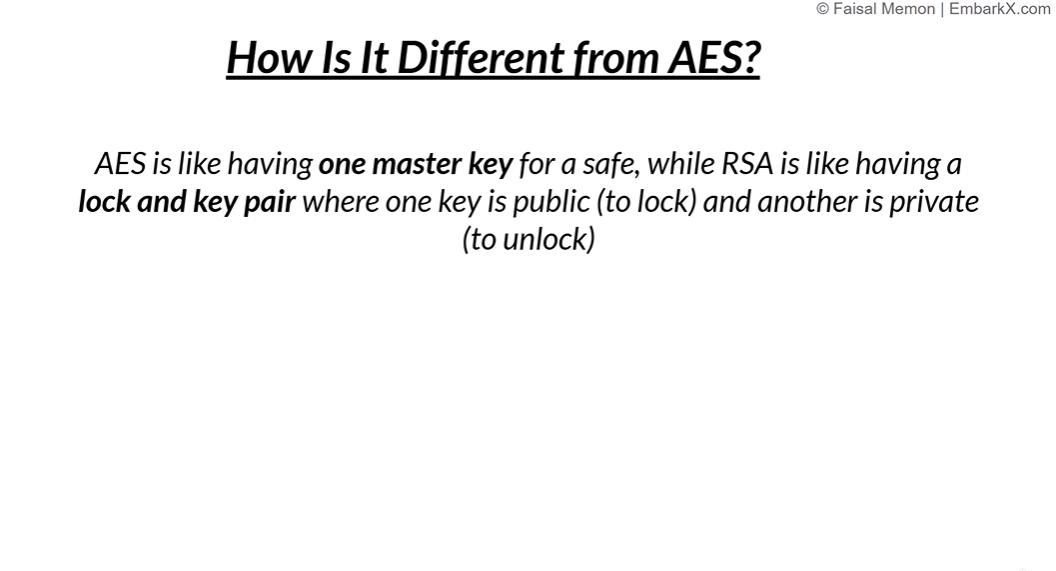 © Faisal Memon | EmbarkX.com
How Is It Different from AES?
AES is like having one master key for a safe, while RSA is like having a
lock and key pair where one key is public (to lock) and another is private
(to unlock)